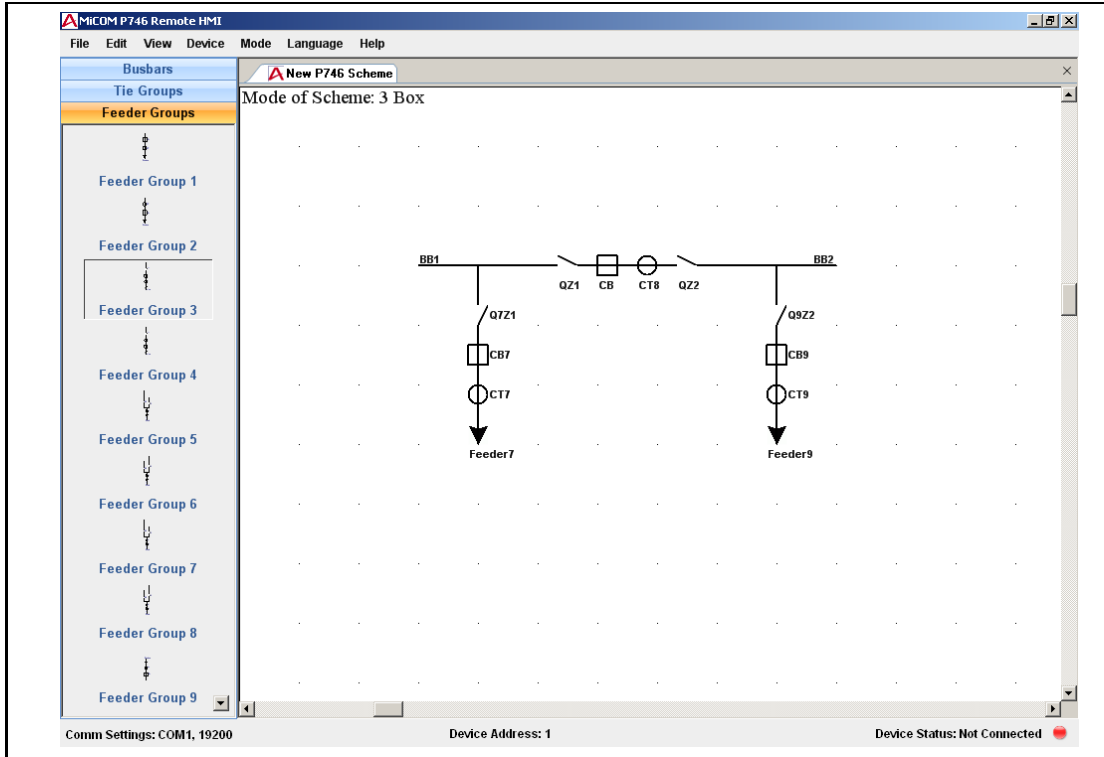 MiCOM P746 Remote HMI
File Edit View Device Mode Language Help
Busbars
Tie Groups
Feeder Groups
Feeder Group 1
Feeder Group 2
Feeder Group 3
Feeder Group 4
Feeder Group 5
Feeder Group 6
Feeder Group 7
Feeder Group 8
Feeder Group 9
New P746 Scheme
Mode of Scheme: 3 Box
BB1 BB2
QZ1 CB CT8 QZ2
Q7Z1 Q9Z2
CB7 CB9
CT7 CT9
Feeder7 Feeder9
Comm Settings: COM1, 19200 Device Address: 1 Device Status: Not Connected